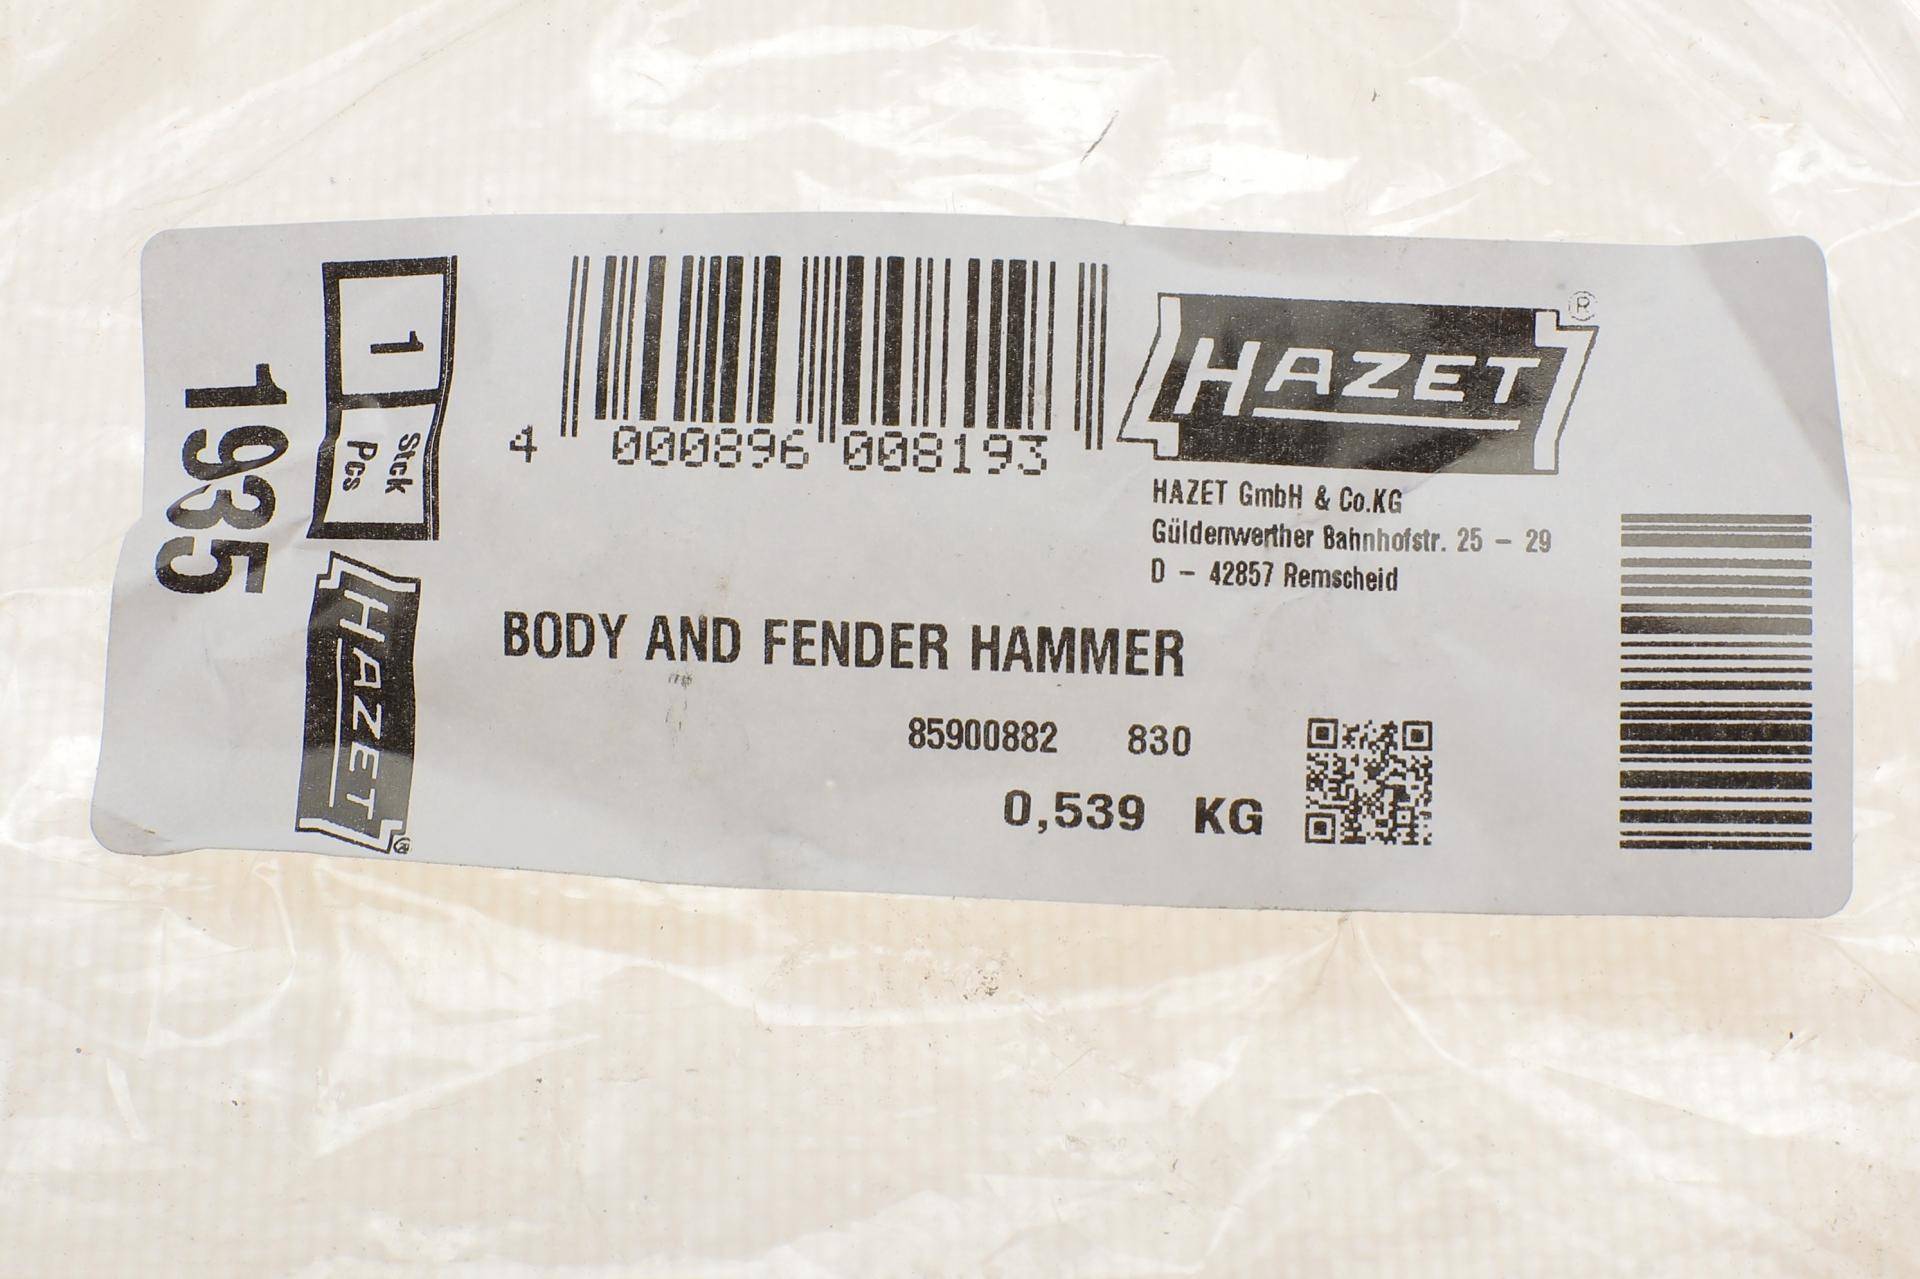 1935
1 Stck
Pcs
HAZET®
4 000896 008193
HAZET®
HAZET GmbH & Co.KG
Güldenwerther Bahnhofstr. 25 - 29
D - 42857 Remscheid
BODY AND FENDER HAMMER
85900882 830
0,539 KG